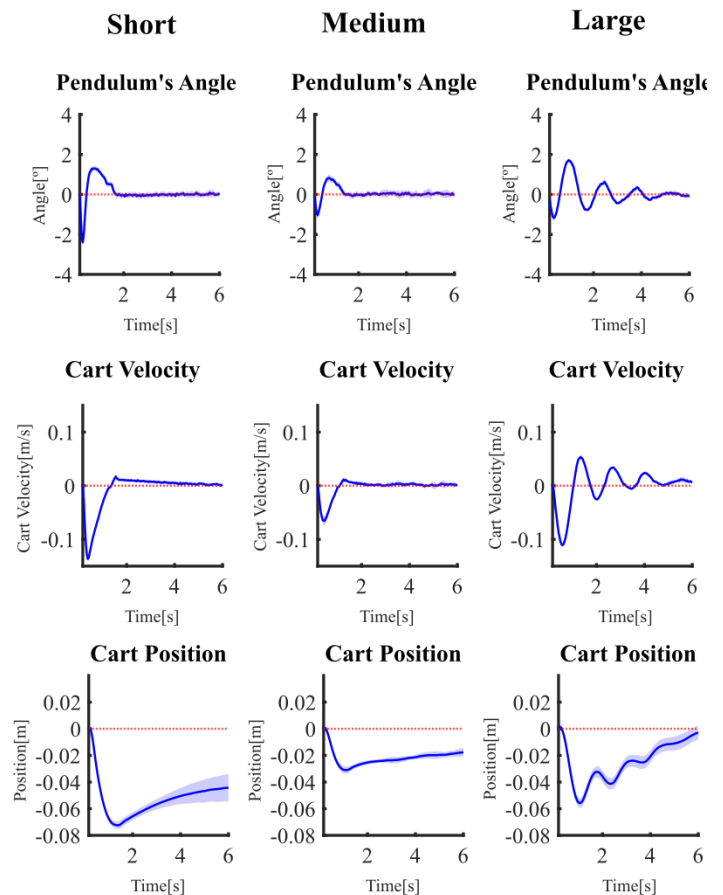 Short Medium Large
Pendulum's Angle Pendulum's Angle Pendulum's Angle
4 4 4
2 2 2
0 0 0
-2 -2 -2
-4 -4 -4
Angle[º] Angle[º] Angle[º]
2 4 6 2 4 6 2 4 6
Time[s] Time[s] Time[s]
Cart Velocity Cart Velocity Cart Velocity
0.1 0.1 0.1
0 0 0
-0.1 -0.1 -0.1
Cart Velocity[m/s] Cart Velocity[m/s] Cart Velocity[m/s]
2 4 6 2 4 6 2 4 6
Time[s] Time[s] Time[s]
Cart Position Cart Position Cart Position
0.02 0.02 0.02
0 0 0
-0.02 -0.02 -0.02
-0.04 -0.04 -0.04
-0.06 -0.06 -0.06
-0.08 -0.08 -0.08
Position[m] Position[m] Position[m]
2 4 6 2 4 6 2 4 6
Time[s] Time[s] Time[s]